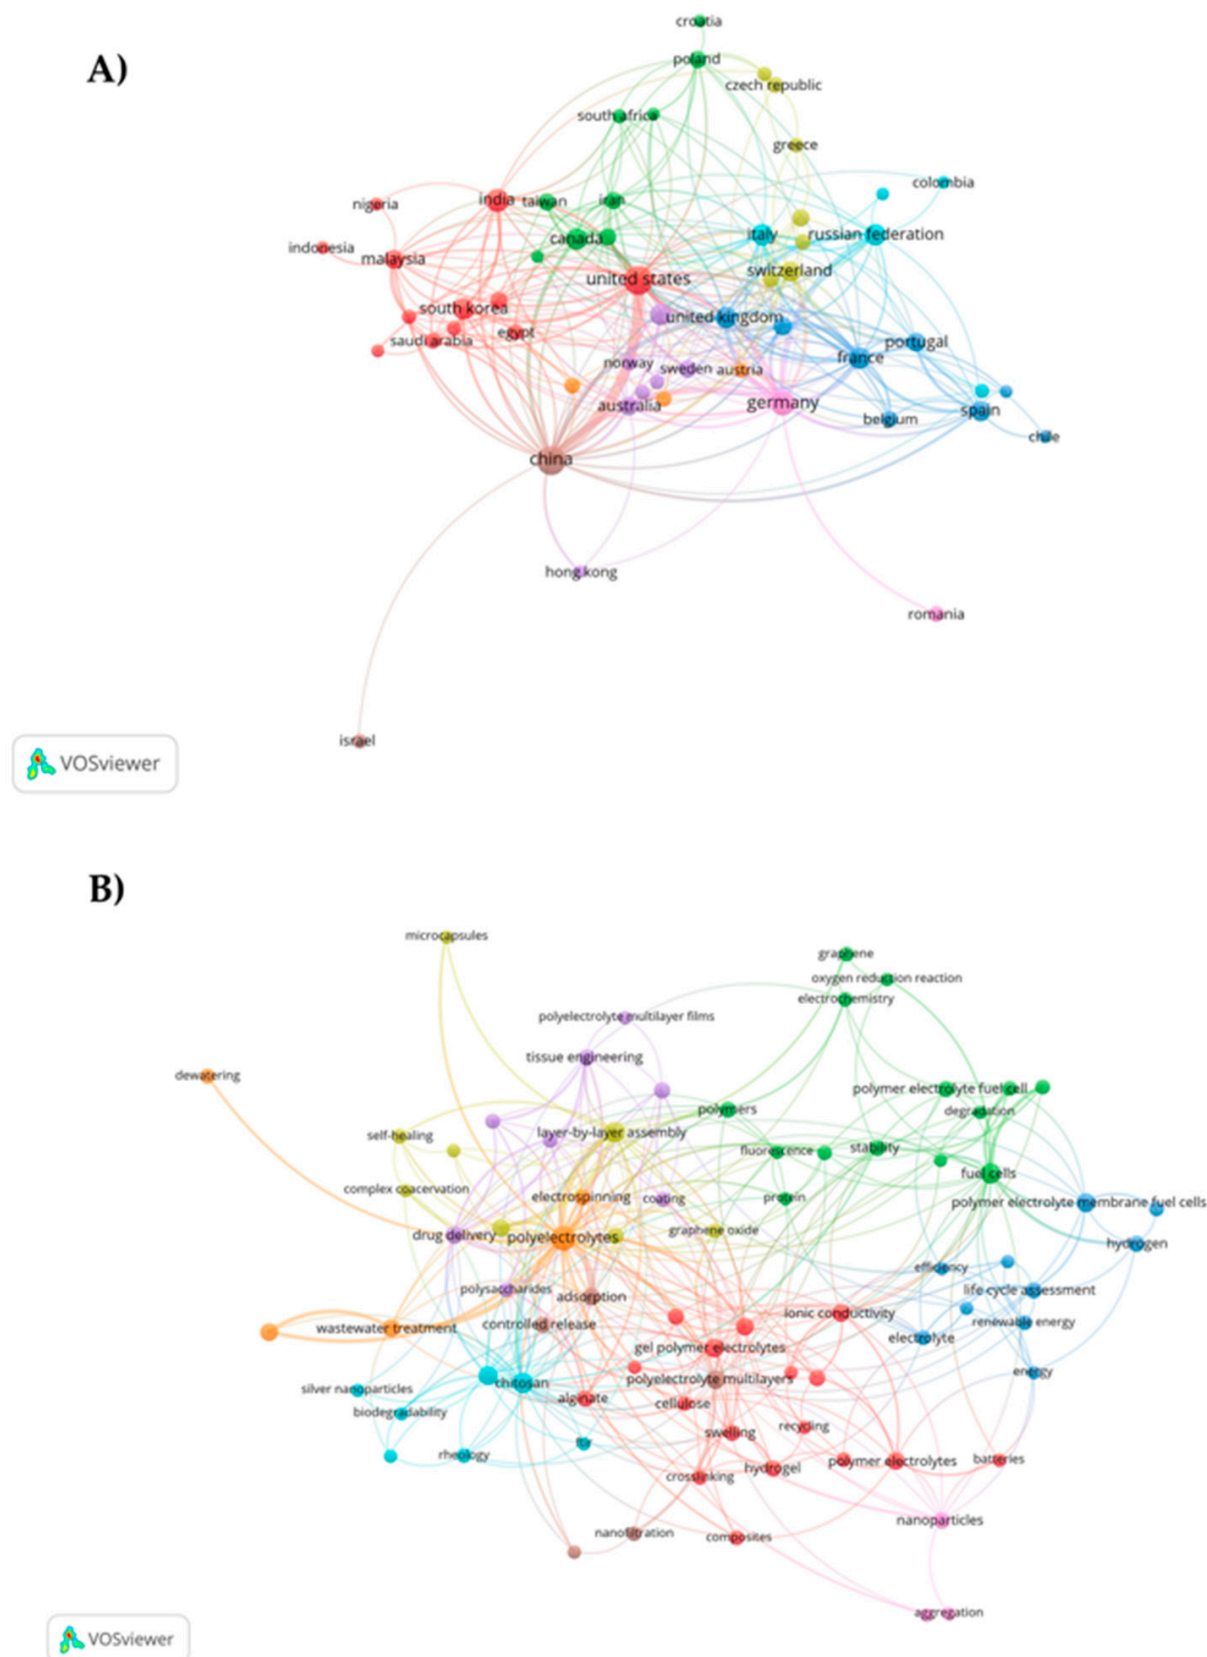 A)
croatia
poland
czech republic
south africa
greece
colombia
nigeria
india
taiwan
iran
indonesia
malaysia
canada
italy
russian federation
united states
switzerland
south korea
united kingdom
saudi arabia
egypt
portugal
norway
sweden
austria
france
australia
germany
belgium
spain
chile
china
hong kong
romania
israel
VOSviewer
B)
microcapsules
graphene
oxygen reduction reaction
electrochemistry
polyelectrolyte multilayer films
tissue engineering
dewatering
polymer electrolyte fuel cell
degradation
polymers
self-healing
layer-by-layer assembly
fluorescence
stability
fuel cells
complex coacervation
electrospinning
coating
protein
polymer electrolyte membrane fuel cells
drug delivery
polyelectrolytes
graphene oxide
hydrogen
efficiency
polysaccharides
adsorption
life cycle assessment
ionic conductivity
wastewater treatment
controlled release
renewable energy
electrolyte
gel polymer electrolytes
energy
silver nanoparticles
chitosan
polyelectrolyte multilayers
alginate
cellulose
biodegradability
recycling
swelling
ftir
rheology
crosslinking
hydrogel
polymer electrolytes
batteries
nanofiltration
composites
nanoparticles
aggregation
VOSviewer